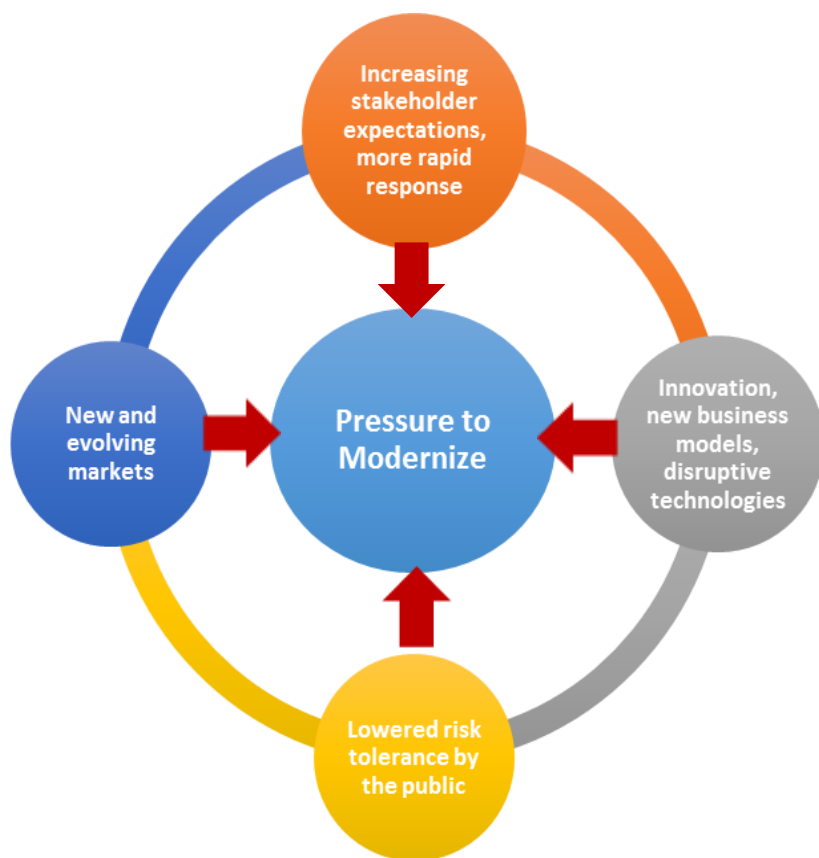 Increasing
stakeholder
expectations,
more rapid
response
New and
evolving
markets
Pressure to
Modernize
Innovation,
new business
models,
disruptive
technologies
Lowered risk
tolerance by
the public